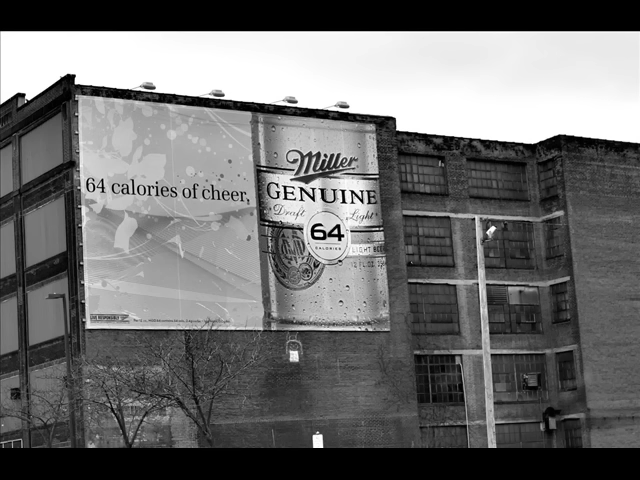 64 calories of cheer.
Miller
GENUINE
Draft Light
64
CALORIES
LIGHT BEER